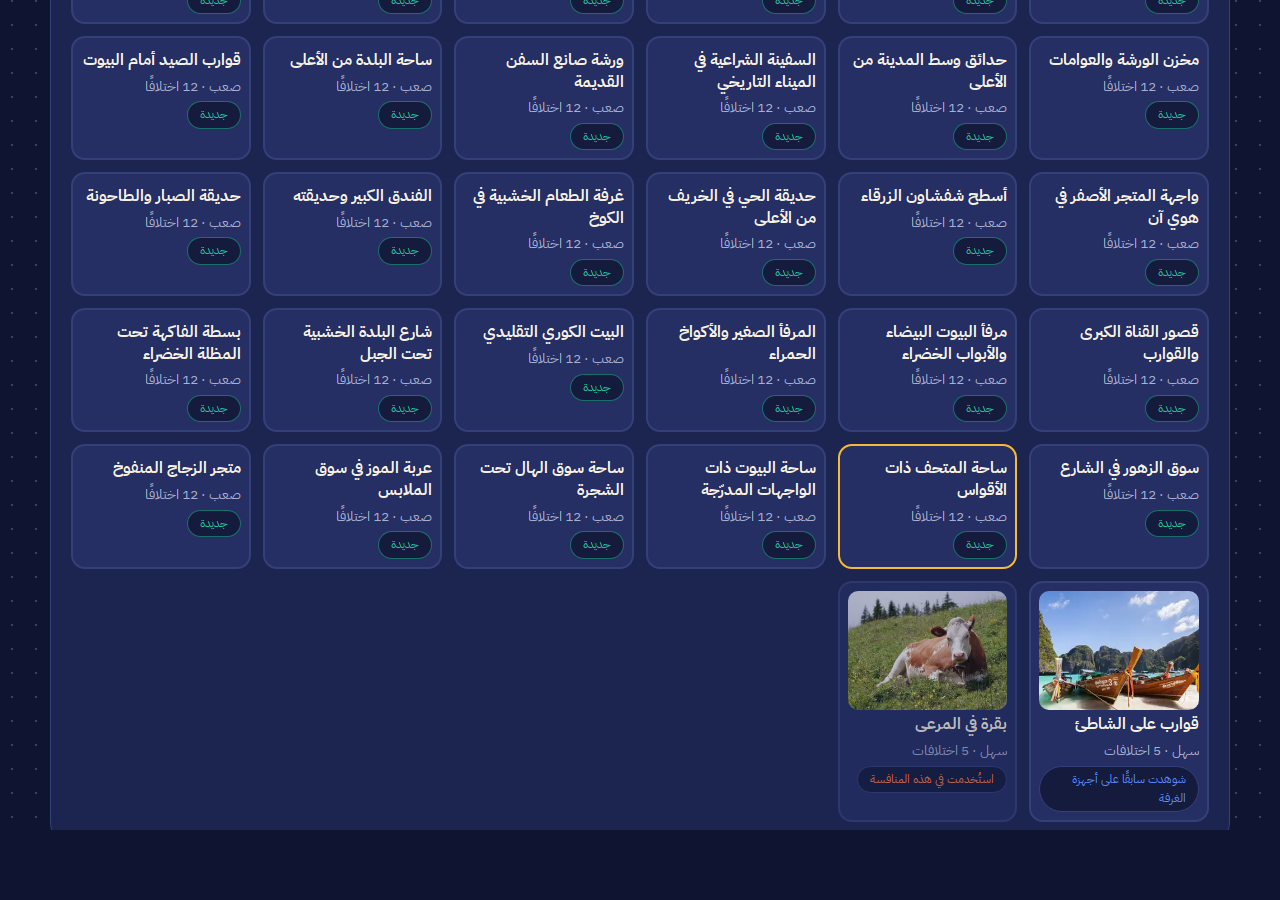 جديدة
جديدة
جديدة
جديدة
جديدة
جديدة
مخزن الورشة والعوامات
صعب · 12 اختلافًا
جديدة
حدائق وسط المدينة من
الأعلى
صعب · 12 اختلافًا
جديدة
السفينة الشراعية في
الميناء التاريخي
صعب · 12 اختلافًا
جديدة
ورشة صانع السفن
القديمة
صعب · 12 اختلافًا
جديدة
ساحة البلدة من الأعلى
صعب · 12 اختلافًا
جديدة
قوارب الصيد أمام البيوت
صعب · 12 اختلافًا
جديدة
واجهة المتجر الأصفر في
هوي آن
صعب · 12 اختلافًا
جديدة
أسطح شفشاون الزرقاء
صعب · 12 اختلافًا
جديدة
حديقة الحي في الخريف
من الأعلى
صعب · 12 اختلافًا
جديدة
غرفة الطعام الخشبية في
الكوخ
صعب · 12 اختلافًا
جديدة
الفندق الكبير وحديقته
صعب · 12 اختلافًا
جديدة
حديقة الصبار والطاحونة
صعب · 12 اختلافًا
جديدة
قصور القناة الكبرى
والقوارب
صعب · 12 اختلافًا
جديدة
مرفأ البيوت البيضاء
والأبواب الخضراء
صعب · 12 اختلافًا
جديدة
المرفأ الصغير والأكواخ
الحمراء
صعب · 12 اختلافًا
جديدة
البيت الكوري التقليدي
صعب · 12 اختلافًا
جديدة
شارع البلدة الخشبية
تحت الجبل
صعب · 12 اختلافًا
جديدة
بسطة الفاكهة تحت
المظلة الخضراء
صعب · 12 اختلافًا
جديدة
سوق الزهور في الشارع
صعب · 12 اختلافًا
جديدة
ساحة المتحف ذات
الأقواس
صعب · 12 اختلافًا
جديدة
ساحة البيوت ذات
الواجهات المدرّجة
صعب · 12 اختلافًا
جديدة
ساحة سوق الهال تحت
الشجرة
صعب · 12 اختلافًا
جديدة
عربة الموز في سوق
الملابس
صعب · 12 اختلافًا
جديدة
متجر الزجاج المنفوخ
صعب · 12 اختلافًا
جديدة
قوارب على الشاطئ
سهل · 5 اختلافات
شوهدت سابقًا على أجهزة
الغرفة
بقرة في المرعى
سهل · 5 اختلافات
استُخدمت في هذه المنافسة